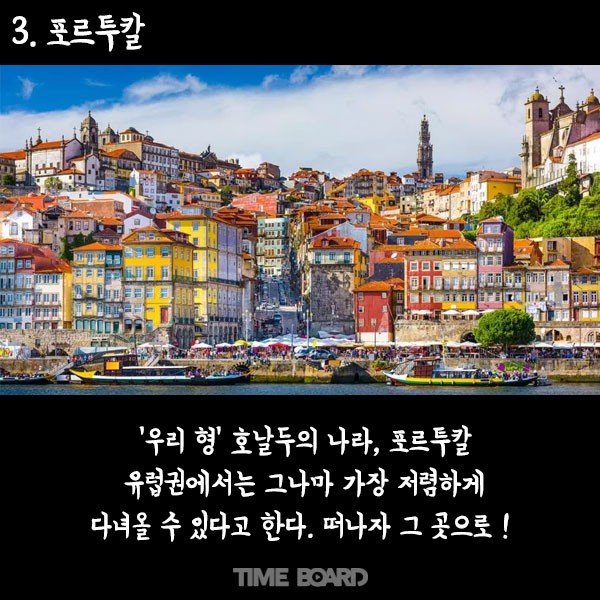 3. 포르투칼
'우리 형' 호날두의 나라, 포르투칼
유럽권에서는 그나마 가장 저렴하게
다녀올 수 있다고 한다. 떠나자 그 곳으로 !
TIME BOARD